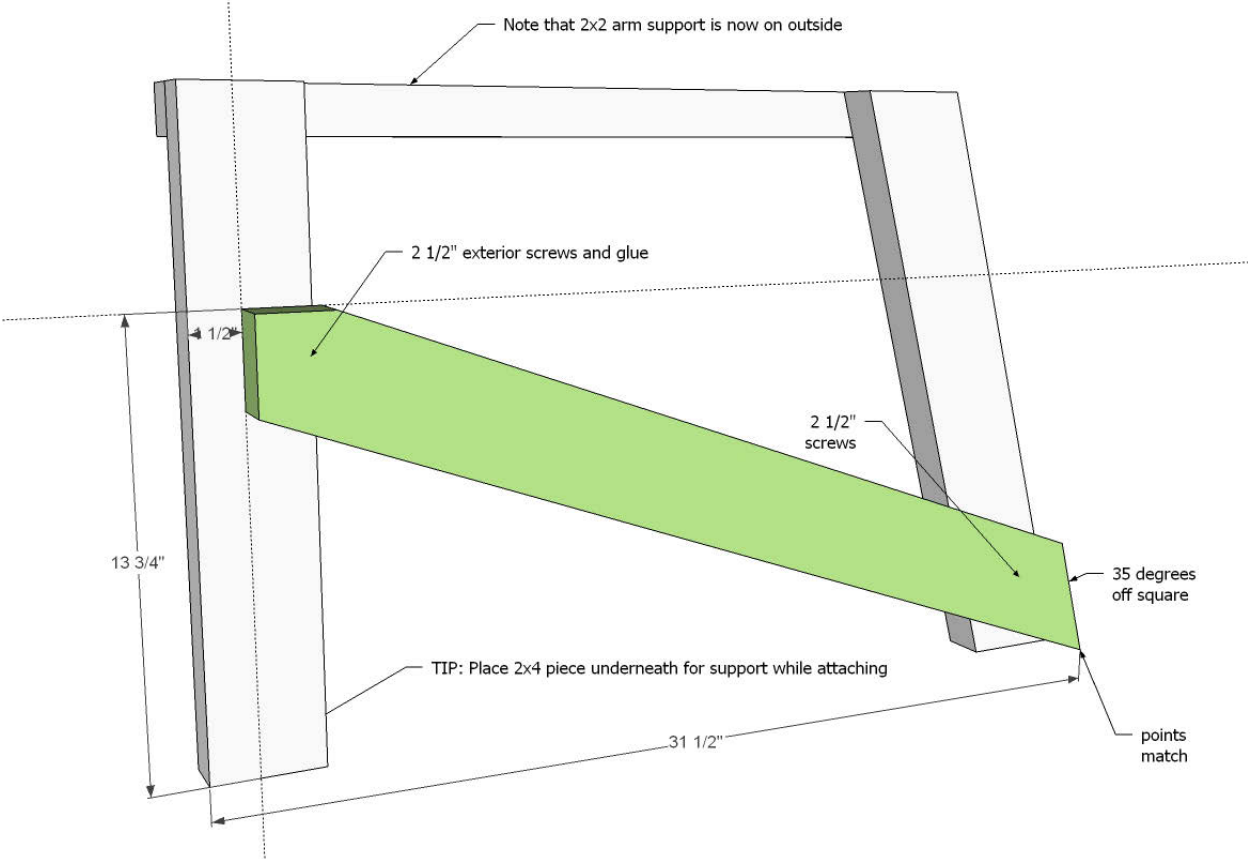 Note that 2x2 arm support is now on outside
2 1/2" exterior screws and glue
1 1/2"
2 1/2"
screws
13 3/4"
35 degrees
off square
TIP: Place 2x4 piece underneath for support while attaching
31 1/2"
points
match